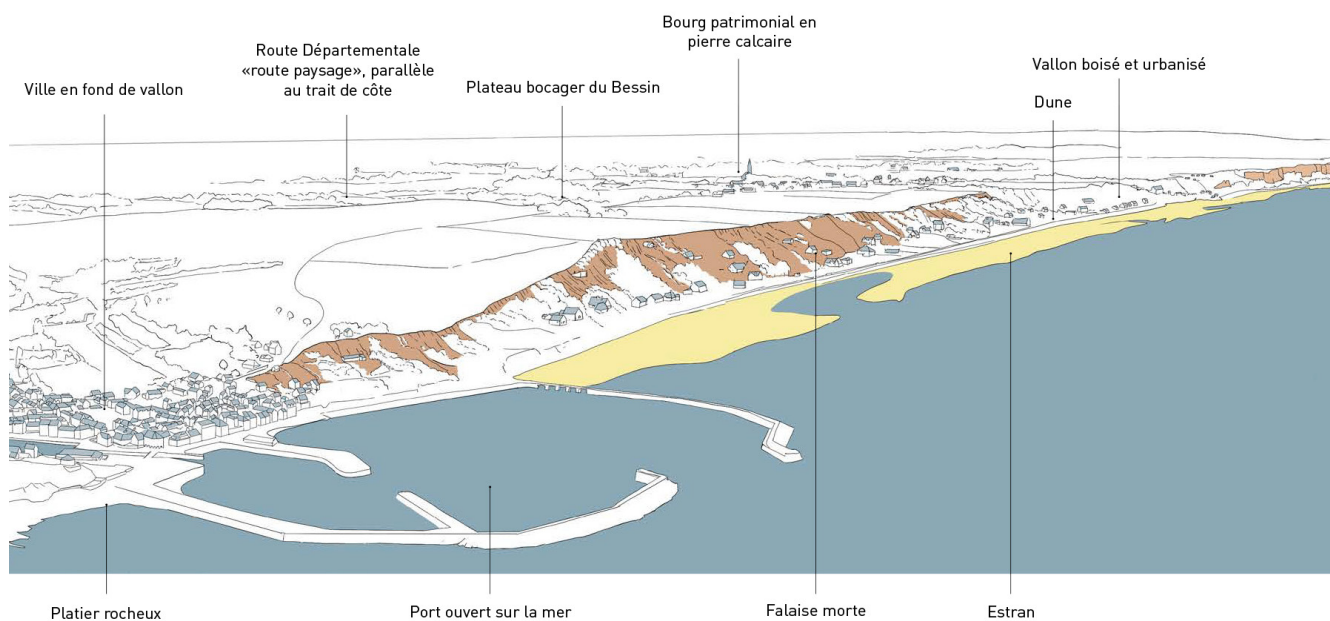 Bourg patrimonial en
pierre calcaire
Route Départementale
«route paysage», parallèle
au trait de côte
Vallon boisé et urbanisé
Ville en fond de vallon
Plateau bocager du Bessin
Dune
Platier rocheux
Port ouvert sur la mer
Falaise morte
Estran